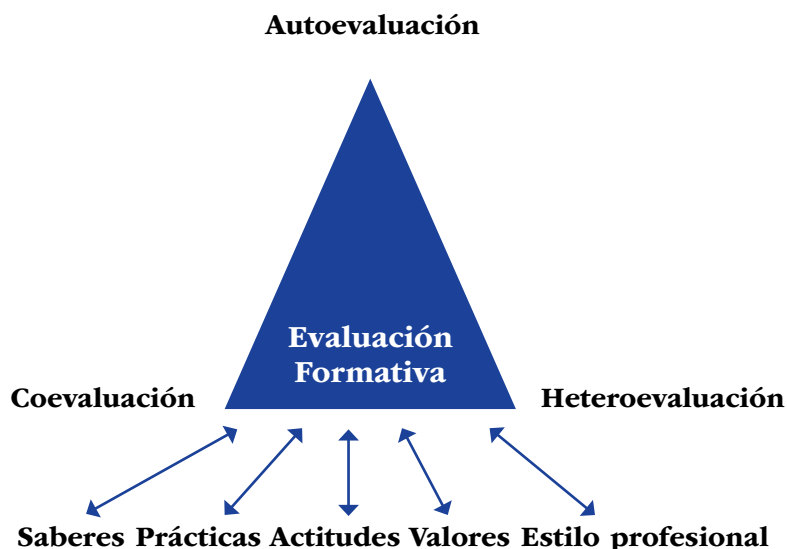 Autoevaluación
Evaluación
Formativa
Coevaluación
Heteroevaluación
Saberes Prácticas Actitudes Valores Estilo profesional